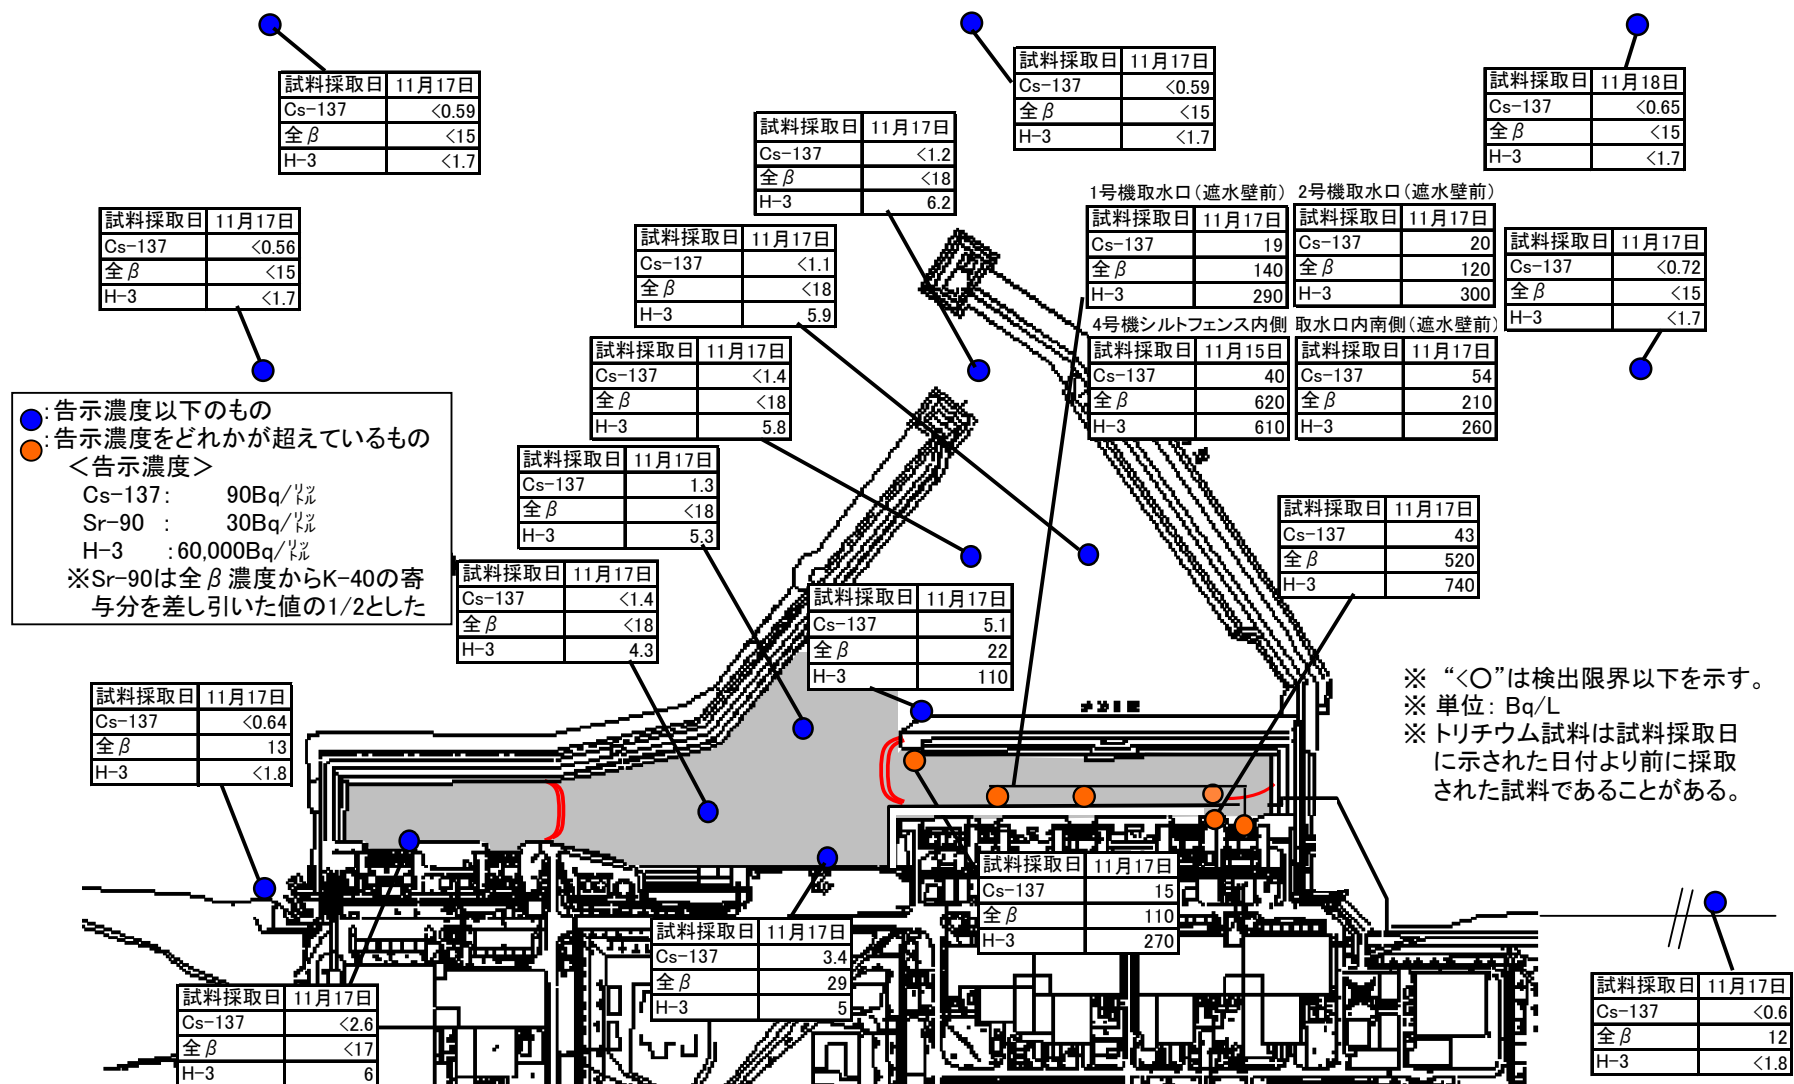 試料採取日 11月17日
Cs-137 <0.59
全β <15
H-3 <1.7
試料採取日 11月17日
Cs-137 <0.59
全β <15
H-3 <1.7
試料採取日 11月18日
Cs-137 <0.65
全β <15
H-3 <1.7
試料採取日 11月17日
Cs-137 <1.2
全β <18
H-3 6.2
試料採取日 11月17日
Cs-137 <0.56
全β <15
H-3 <1.7
試料採取日 11月17日
Cs-137 <1.1
全β <18
H-3 5.9
1号機取水口(遮水壁前)
試料採取日 11月17日
Cs-137 19
全β 140
H-3 290
2号機取水口(遮水壁前)
試料採取日 11月17日
Cs-137 20
全β 120
H-3 300
試料採取日 11月17日
Cs-137 <0.72
全β <15
H-3 <1.7
4号機シルトフェンス内側
試料採取日 11月15日
Cs-137 40
全β 620
H-3 610
取水口内南側(遮水壁前)
試料採取日 11月17日
Cs-137 54
全β 210
H-3 260
試料採取日 11月17日
Cs-137 <1.4
全β <18
H-3 5.8
:告示濃度以下のもの
:告示濃度をどれかが超えているもの
<告示濃度>
Cs-137: 90Bq/リットル
Sr-90 : 30Bq/リットル
H-3 :60,000Bq/リットル
※Sr-90は全β濃度からK-40の寄
与分を差し引いた値の1/2とした
試料採取日 11月17日
Cs-137 1.3
全β <18
H-3 5.3
試料採取日 11月17日
Cs-137 43
全β 520
H-3 740
試料採取日 11月17日
Cs-137 <1.4
全β <18
H-3 4.3
試料採取日 11月17日
Cs-137 5.1
全β 22
H-3 110
※ “<○”は検出限界以下を示す。
※ 単位: Bq/L
※ トリチウム試料は試料採取日
に示された日付より前に採取
された試料であることがある。
試料採取日 11月17日
Cs-137 <0.64
全β 13
H-3 <1.8
試料採取日 11月17日
Cs-137 15
全β 110
H-3 270
試料採取日 11月17日
Cs-137 3.4
全β 29
H-3 5
試料採取日 11月17日
Cs-137 <2.6
全β <17
H-3 6
試料採取日 11月17日
Cs-137 <0.6
全β 12
H-3 <1.8